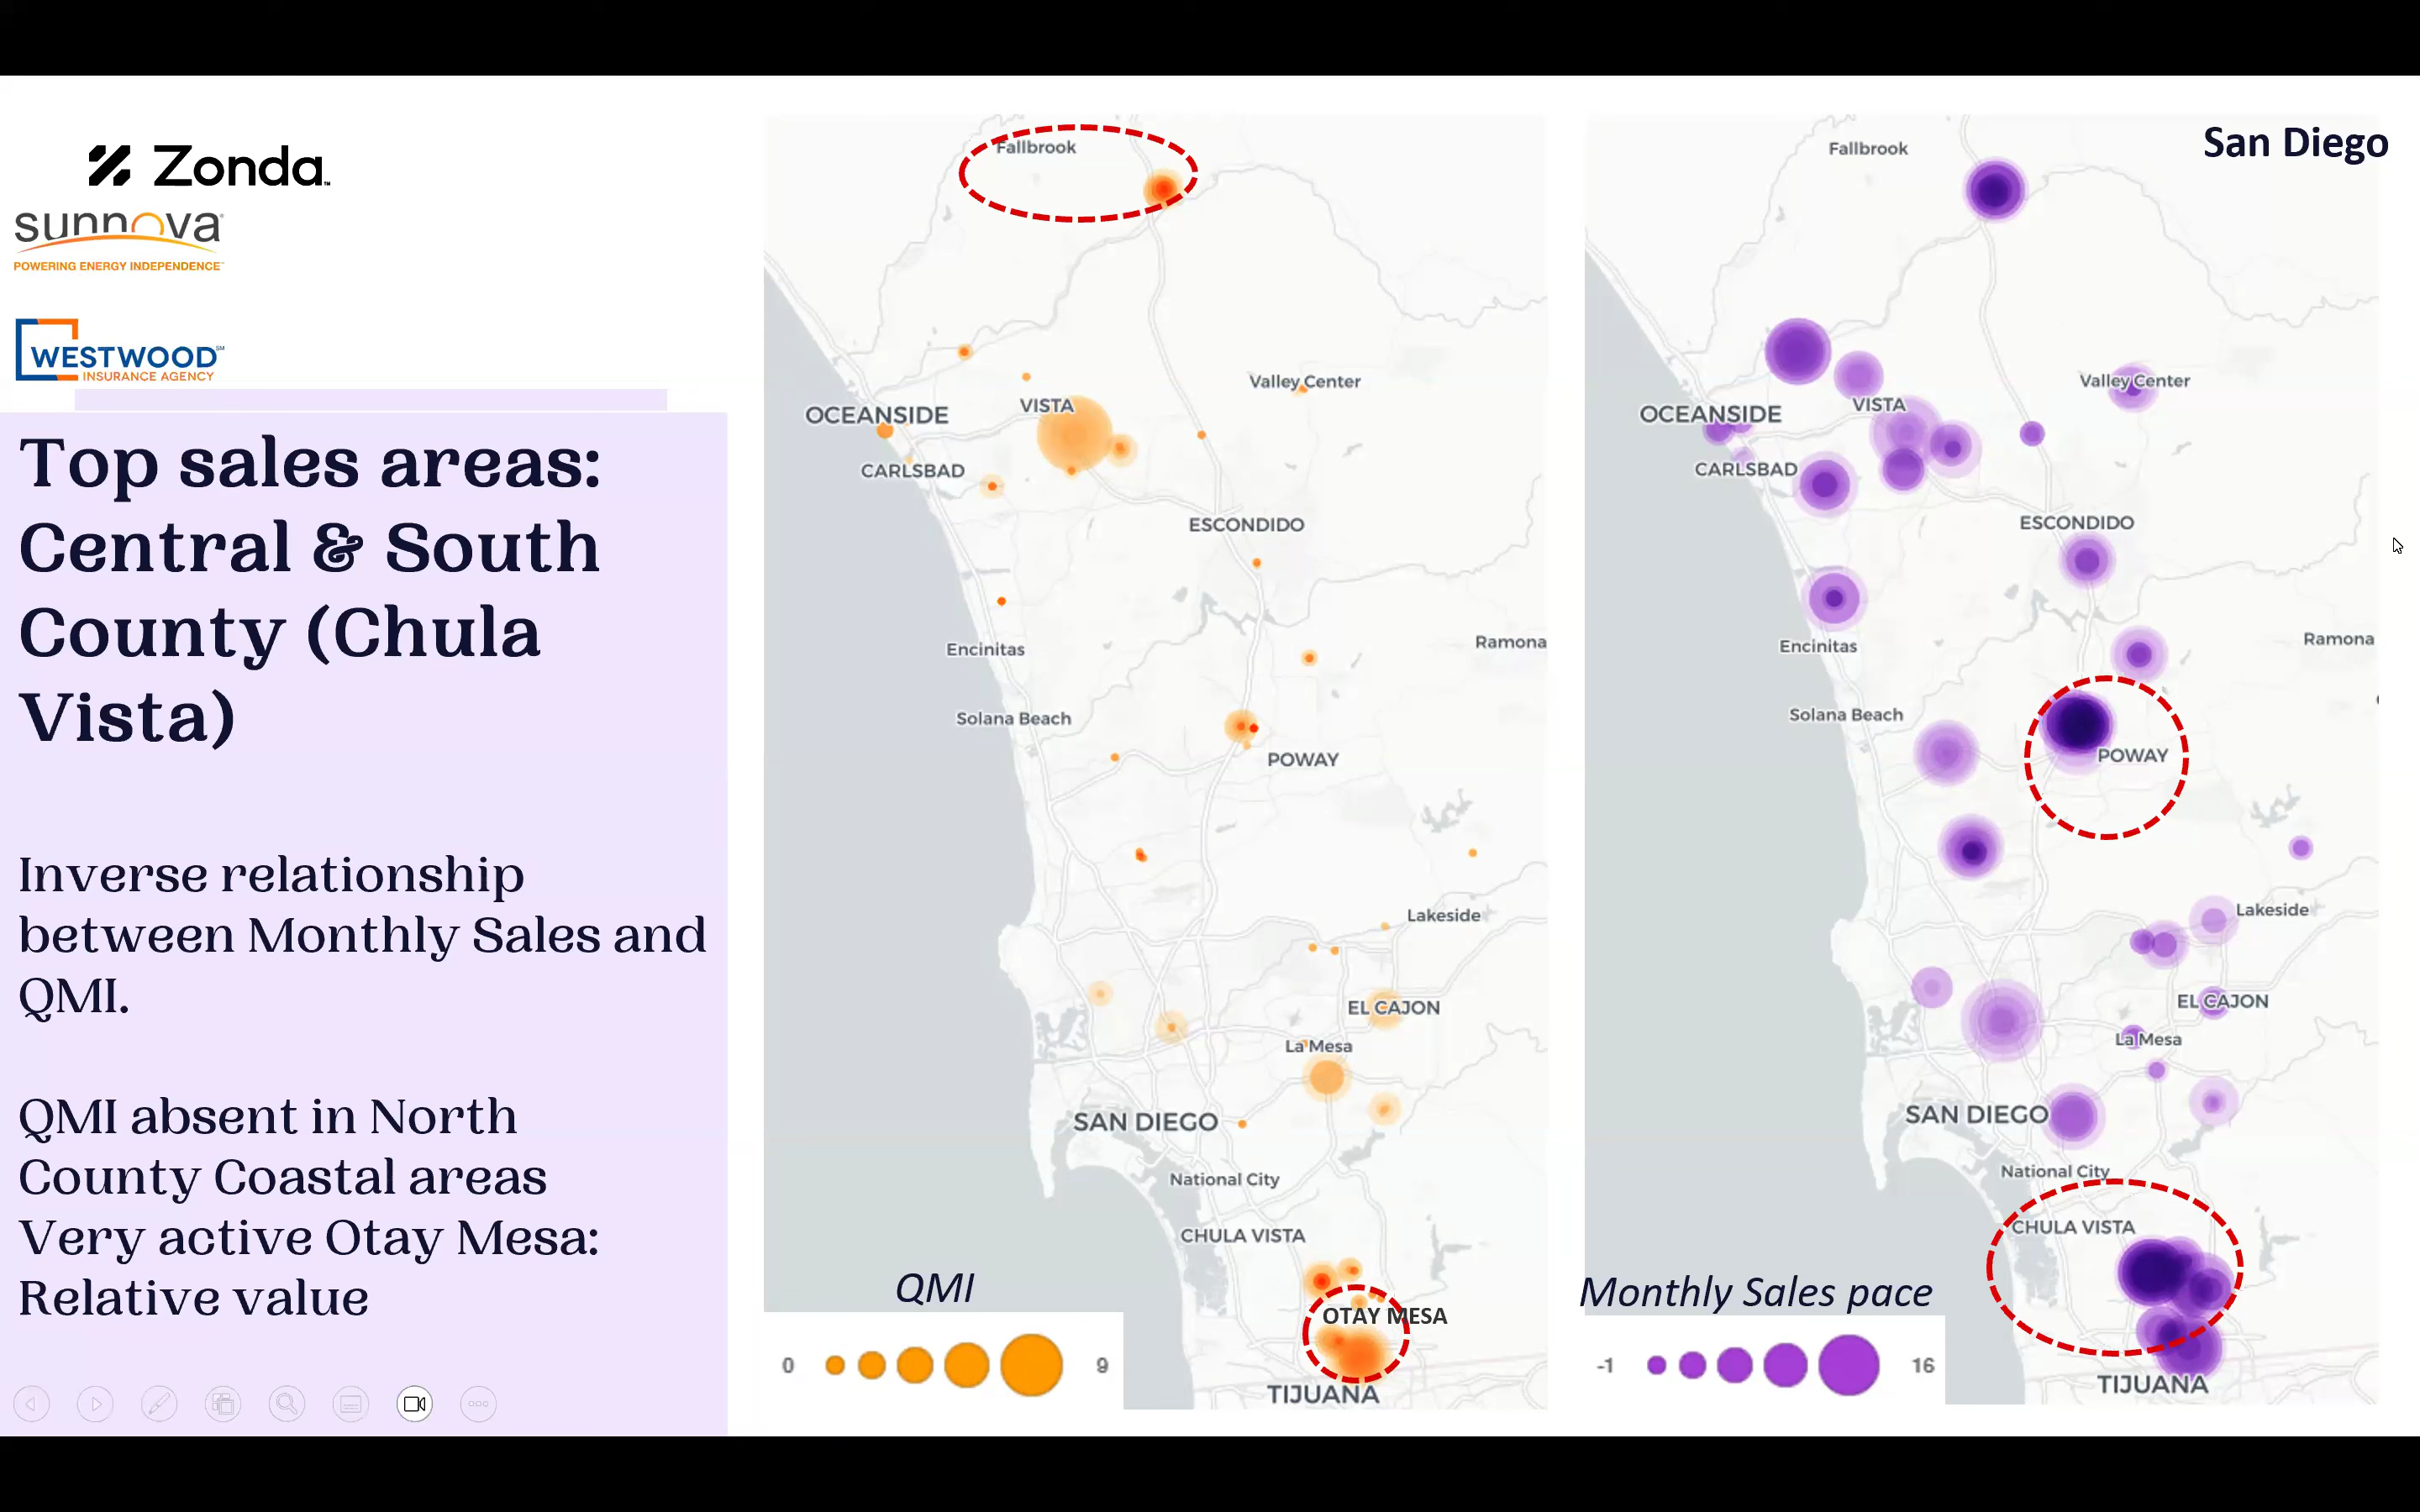 Zonda™
sunnova
POWERING ENERGY INDEPENDENCE™
WESTWOOD℠
INSURANCE AGENCY
Top sales areas:
Central & South
County (Chula
Vista)
Inverse relationship
between Monthly Sales and
QMI.
QMI absent in North
County Coastal areas
Very active Otay Mesa:
Relative value
Fallbrook
Valley Center
VISTA
OCEANSIDE
CARLSBAD
ESCONDIDO
Ramona
Encinitas
Solana Beach
POWAY
Lakeside
EL CAJON
La Mesa
SAN DIEGO
National City
CHULA VISTA
OTAY MESA
TIJUANA
QMI
0
9
San Diego
Fallbrook
Valley Center
VISTA
OCEANSIDE
CARLSBAD
ESCONDIDO
Ramona
Encinitas
Solana Beach
POWAY
Lakeside
EL CAJON
La Mesa
SAN DIEGO
National City
CHULA VISTA
TIJUANA
Monthly Sales pace
-1
16